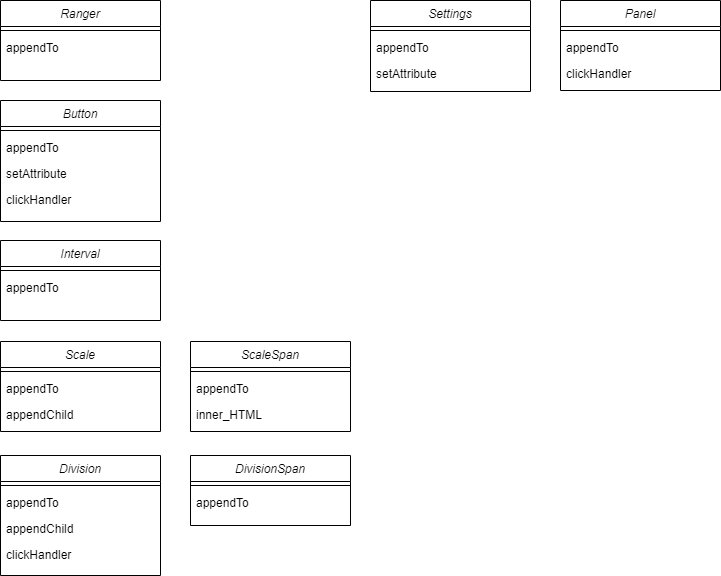 Ranger
appendTo
Settings
appendTo
setAttribute
Panel
appendTo
clickHandler
Button
appendTo
setAttribute
clickHandler
Interval
appendTo
Scale
appendTo
appendChild
ScaleSpan
appendTo
inner_HTML
Division
appendTo
appendChild
clickHandler
DivisionSpan
appendTo